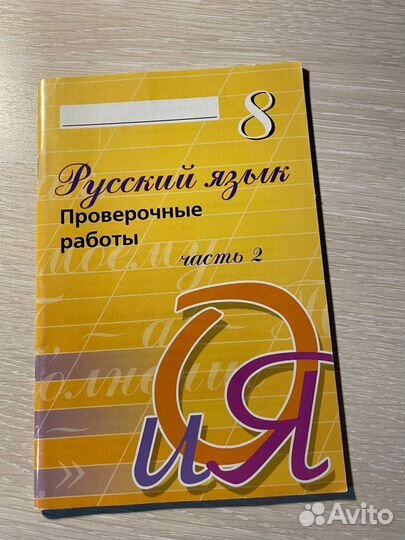 8
Русский язык
Проверочные
работы
часть 2
О
и Я
»
Avito